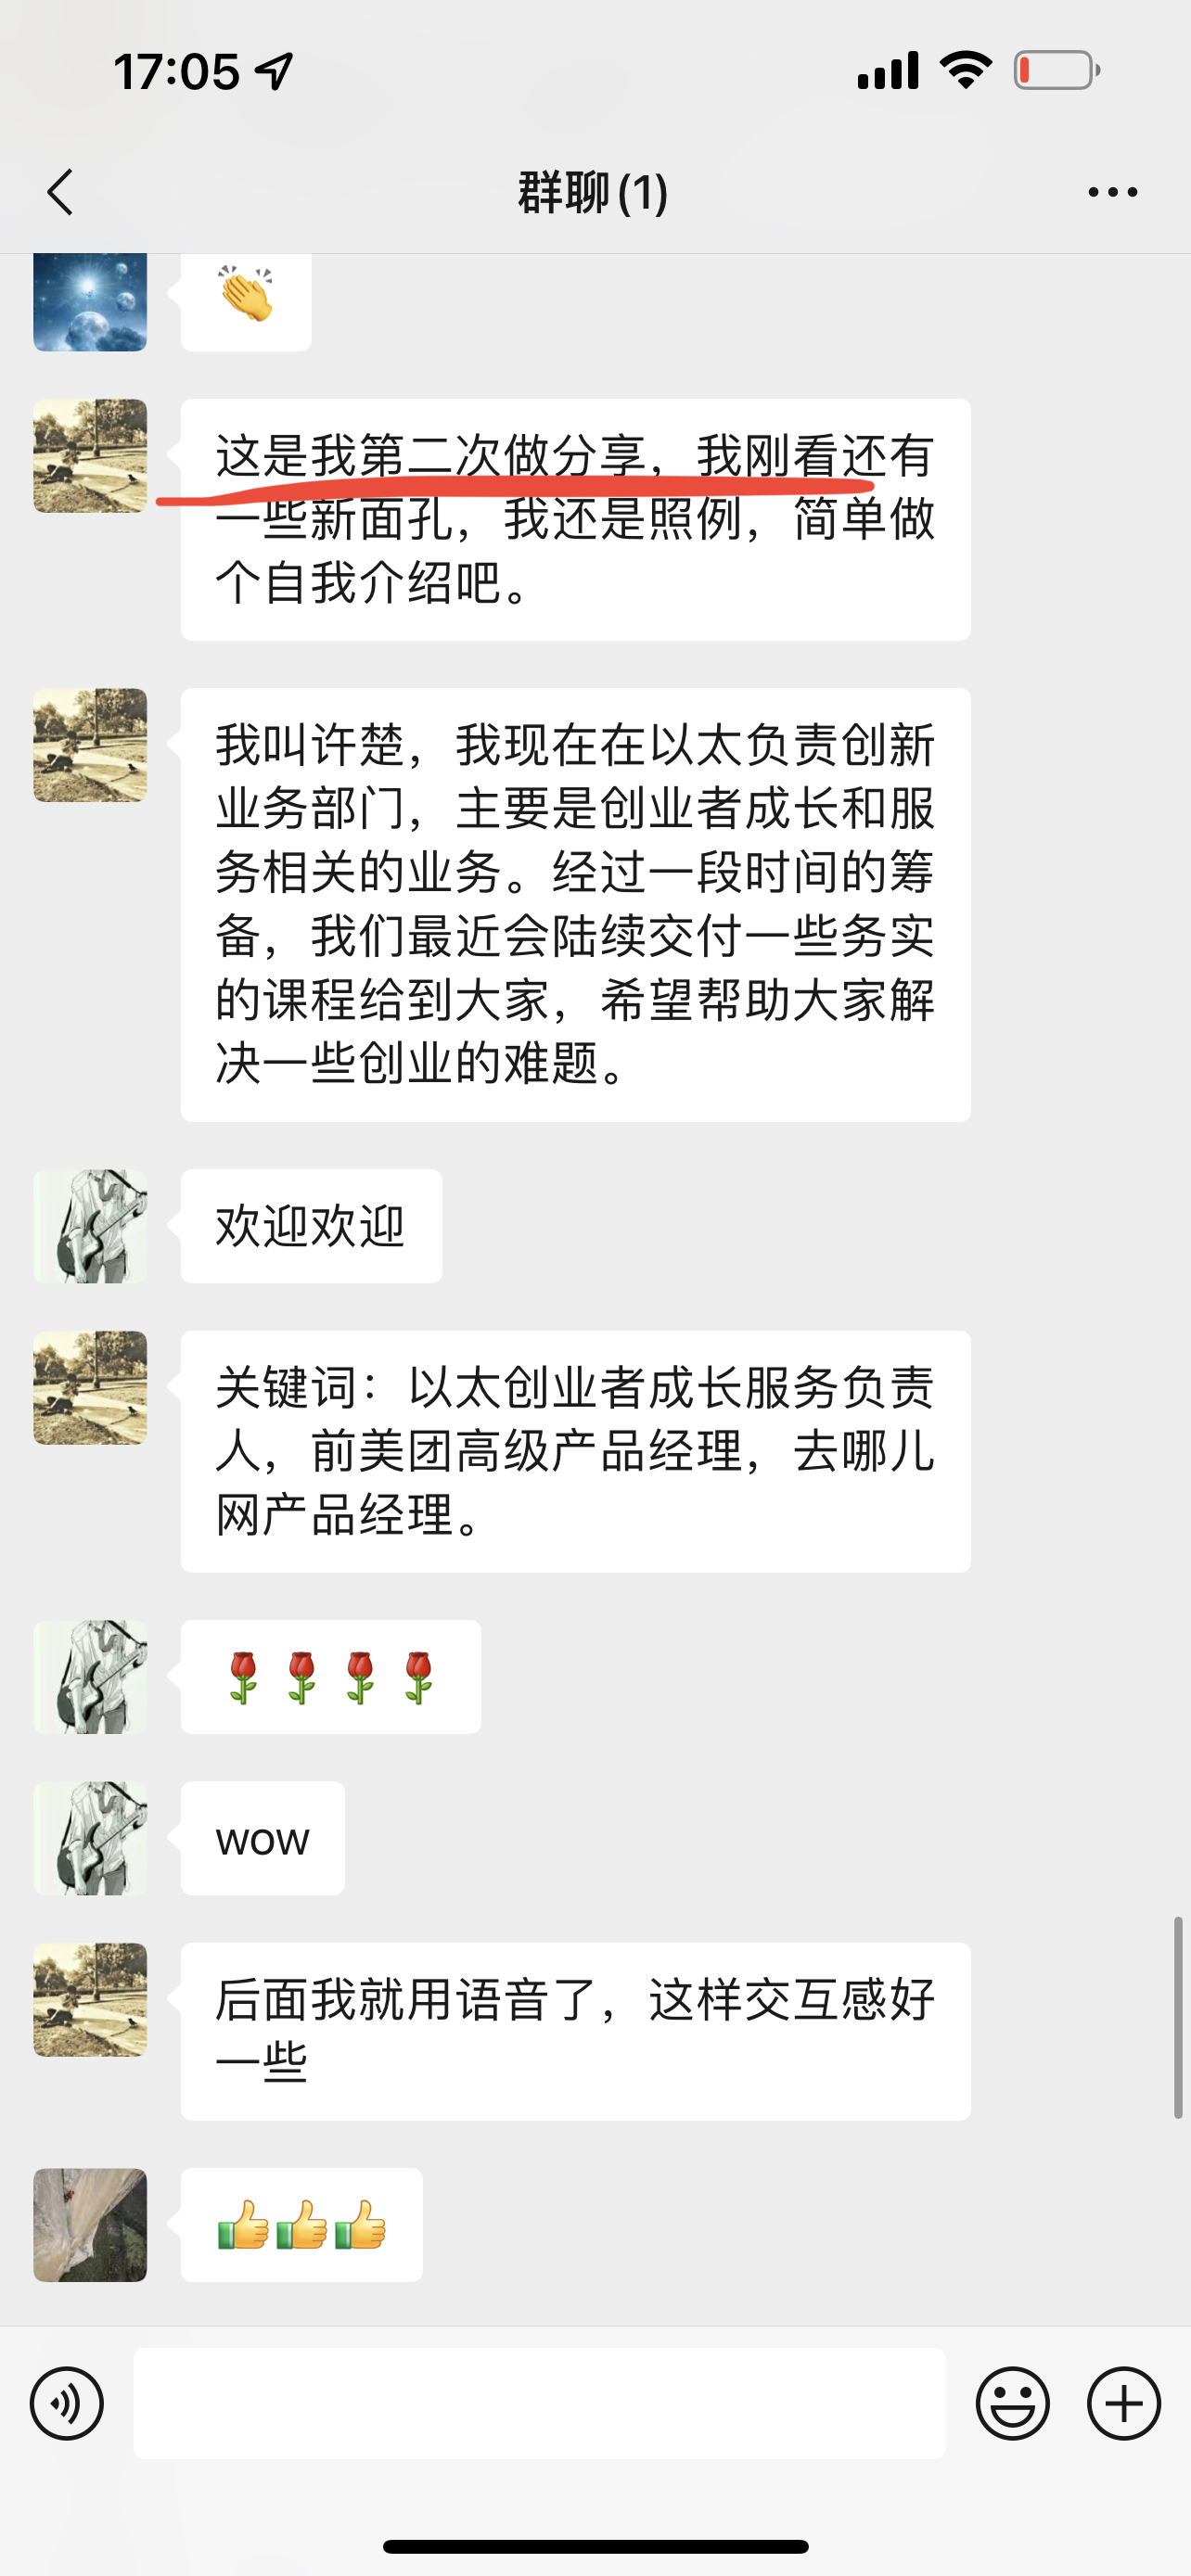 17:05
群聊(1)
👏
这是我第二次做分享，我刚看还有
一些新面孔，我还是照例，简单做
个自我介绍吧。
我叫许楚，我现在在以太负责创新
业务部门，主要是创业者成长和服
务相关的业务。经过一段时间的筹
备，我们最近会陆续交付一些务实
的课程给到大家，希望帮助大家解
决一些创业的难题。
欢迎欢迎
关键词：以太创业者成长服务负责
人，前美团高级产品经理，去哪儿
网产品经理。
🌹🌹🌹🌹
wow
后面我就用语音了，这样交互感好
一些
👍👍👍